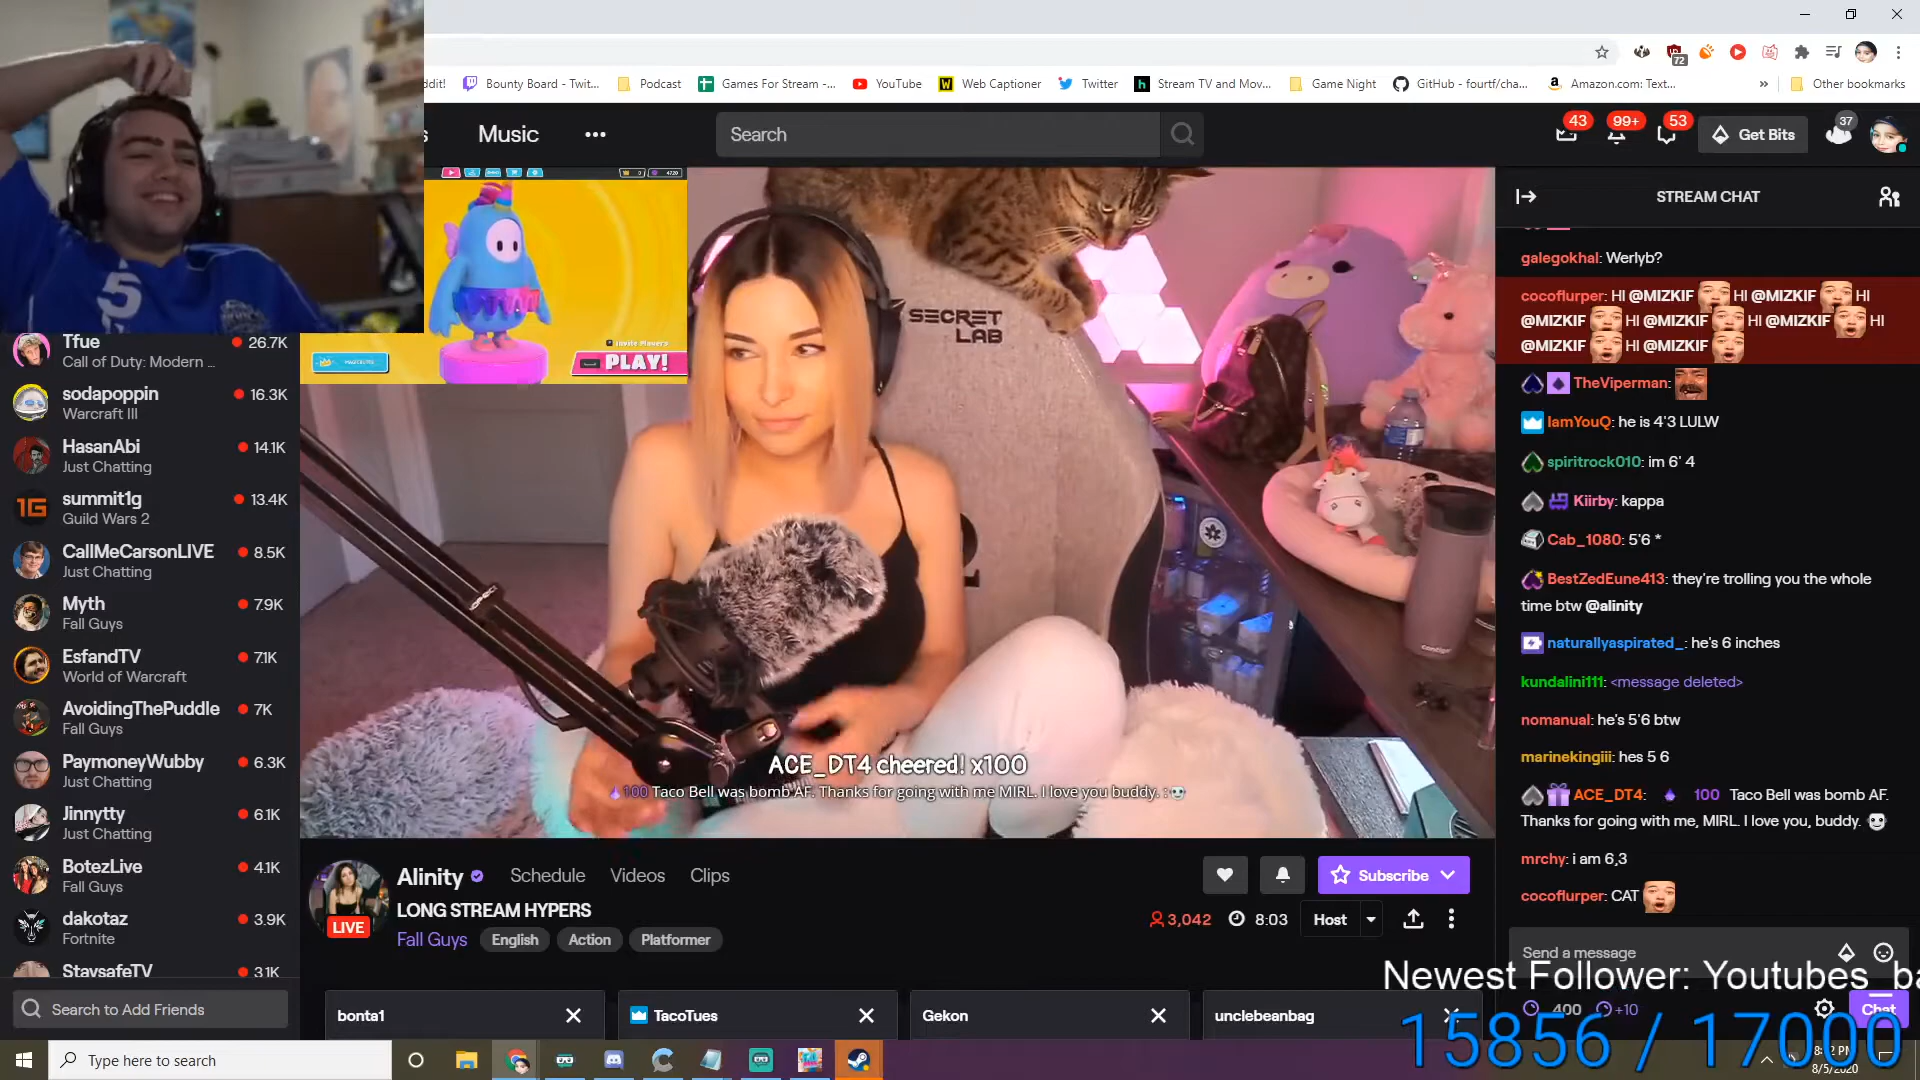 dit!
Bounty Board - Twit...
Podcast
Games For Stream -...
YouTube
Web Captioner
Twitter
Stream TV and Mov...
Game Night
GitHub - fourtf/cha...
Amazon.com: Text...
»
Other bookmarks
72
s
Music
•••
Search
43
99+
53
Get Bits
37
STREAM CHAT
Tfue
26.7K
Call of Duty: Modern ...
sodapoppin
16.3K
Warcraft III
HasanAbi
14.1K
Just Chatting
summit1g
13.4K
Guild Wars 2
CallMeCarsonLIVE
8.5K
Just Chatting
Myth
7.9K
Fall Guys
EsfandTV
7.1K
World of Warcraft
AvoidingThePuddle
7K
Fall Guys
PaymoneyWubby
6.3K
Just Chatting
Jinnytty
6.1K
Just Chatting
BotezLive
4.1K
Fall Guys
dakotaz
3.9K
Fortnite
StaysafeTV
3.1K
Search to Add Friends
Invite Players
PLAY!
SECRET
LAB
contigo
ACE_DT4 cheered! x100
100 Taco Bell was bomb AF. Thanks for going with me MIRL. I love you buddy. :
Alinity
Schedule
Videos
Clips
Subscribe
LIVE
LONG STREAM HYPERS
Fall Guys
English
Action
Platformer
3,042
8:03
Host
bonta1
TacoTues
Gekon
unclebeanbag
galegokhal: Werlyb?
cocoflurper: HI @MIZKIF HI @MIZKIF HI
@MIZKIF HI @MIZKIF HI @MIZKIF HI
@MIZKIF HI @MIZKIF
TheViperman:
IamYouQ: he is 4'3 LULW
spiritrock010: im 6' 4
Kiirby: kappa
Cab_1080: 5'6 *
BestZedEune413: they're trolling you the whole
time btw @alinity
naturallyaspirated_: he's 6 inches
kundalini111: <message deleted>
nomanual: he's 5'6 btw
marinekingiii: hes 5 6
ACE_DT4: 100 Taco Bell was bomb AF.
Thanks for going with me, MIRL. I love you, buddy.
mrchy: i am 6,3
cocoflurper: CAT
Send a message
Newest Follower: Youtubes_ba
400
+10
Chat
15856 / 17000
Type here to search
8/5/2020